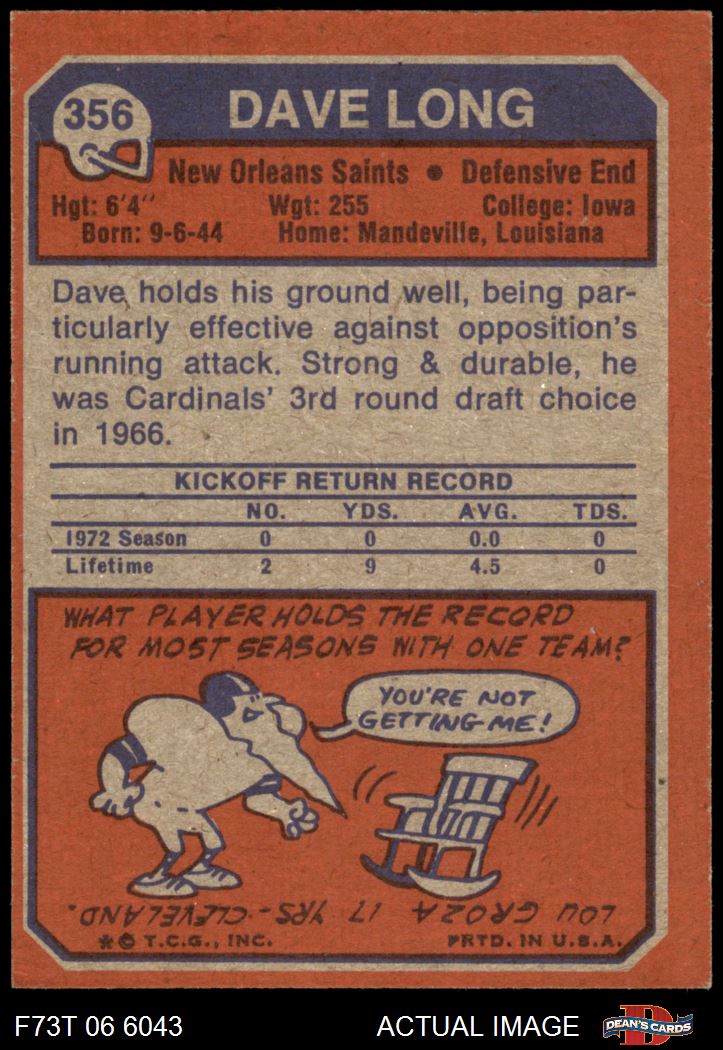 356
DAVE LONG
New Orleans Saints • Defensive End
Hgt: 6'4" Wgt: 255 College: Iowa
Born: 9-6-44 Home: Mandeville, Louisiana
Dave holds his ground well, being par-
ticularly effective against opposition's
running attack. Strong & durable, he
was Cardinals' 3rd round draft choice
in 1966.
KICKOFF RETURN RECORD
NO. YDS. AVG. TDS.
1972 Season 0 0 0.0 0
Lifetime 2 9 4.5 0
WHAT PLAYER HOLDS THE RECORD
FOR MOST SEASONS WITH ONE TEAM?
YOU'RE NOT
GETTING ME!
LOU GROZA 17 YRS-CLEVELAND.
*© T.C.G., INC. PRTD. IN U.S.A.
F73T 06 6043 ACTUAL IMAGE
D
DEAN'S CARDS